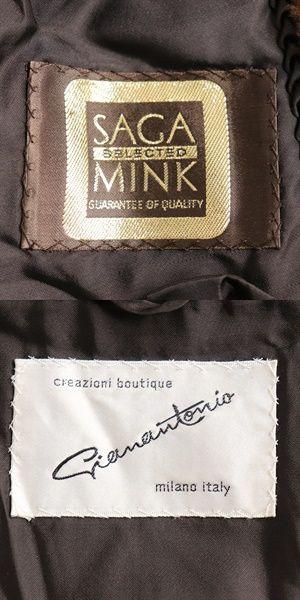 SAGA
SELECTED
MINK
GUARANTEE OF QUALITY
creazioni boutique
Gianantonio
milano italy